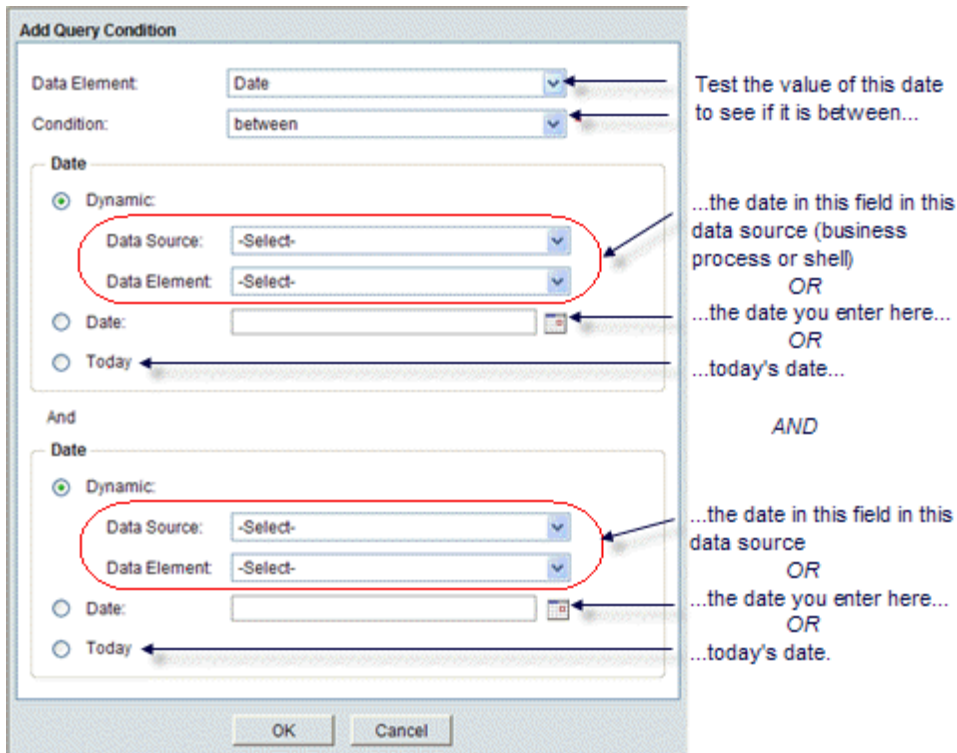 Add Query Condition
Data Element:
Date
Condition:
between
Test the value of this date
to see if it is between...
Date
Dynamic:
Data Source:
-Select-
Data Element:
-Select-
Date:
Today
...the date in this field in this
data source (business
process or shell)
OR
...the date you enter here...
OR
...today's date...
And
AND
Date
Dynamic:
Data Source:
-Select-
Data Element:
-Select-
Date:
Today
...the date in this field in this
data source
OR
...the date you enter here...
OR
...today's date.
OK
Cancel